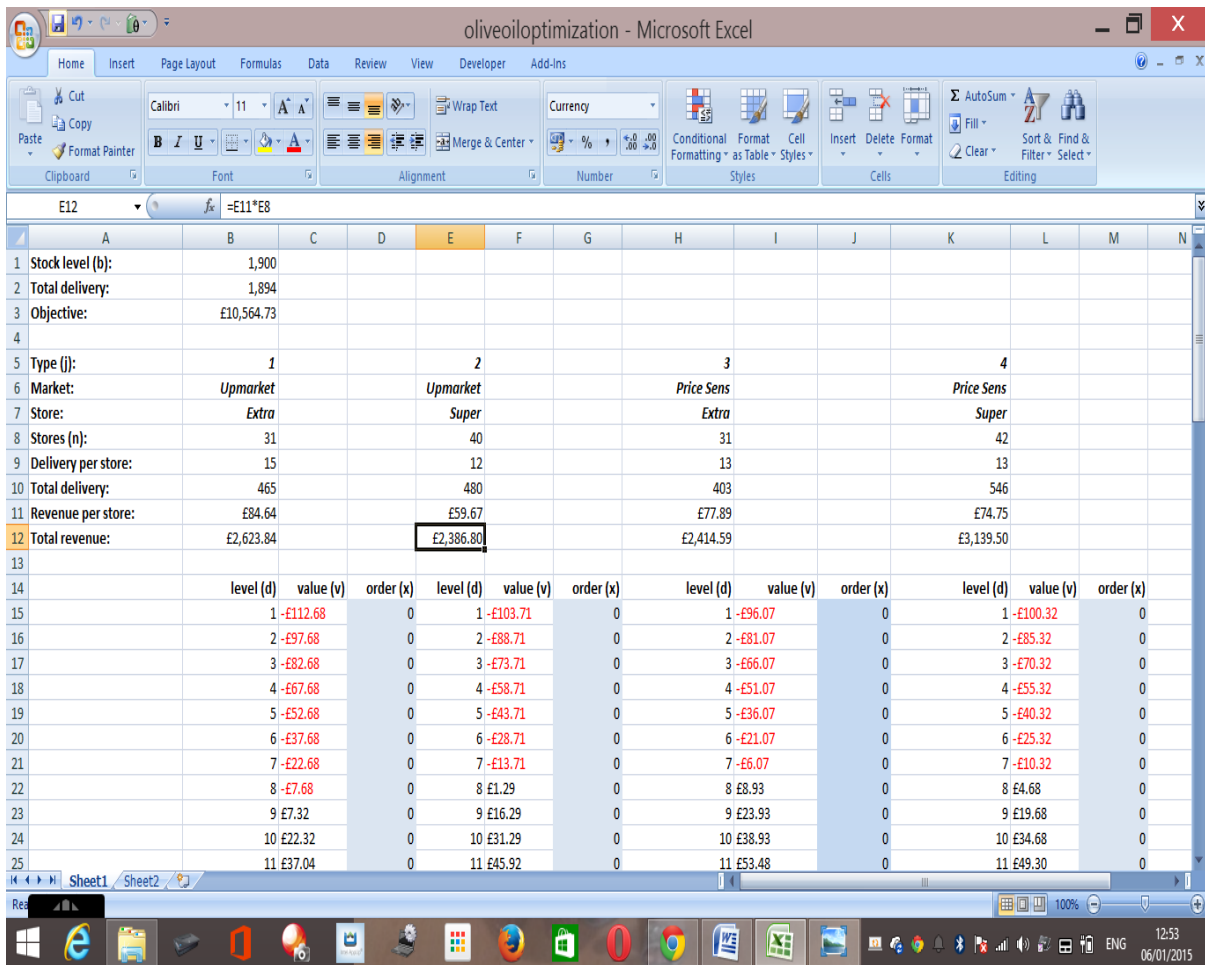 oliveoiloptimization - Microsoft Excel
Home Insert Page Layout Formulas Data Review View Developer Add-Ins
Paste
Cut
Copy
Format Painter
Clipboard
Calibri 11
B I U
Font
Wrap Text
Merge & Center
Alignment
Currency
% ,
Number
Conditional Formatting
Format as Table
Cell Styles
Styles
Insert Delete Format
Cells
Σ AutoSum
Fill
Clear
Sort & Filter
Find & Select
Editing
E12 fx =E11*E8
A B C D E F G H I J K L M N
1 Stock level (b): 1,900
2 Total delivery: 1,894
3 Objective: £10,564.73
4
5 Type (j): 1 2 3 4
6 Market: Upmarket Upmarket Price Sens Price Sens
7 Store: Extra Super Extra Super
8 Stores (n): 31 40 31 42
9 Delivery per store: 15 12 13 13
10 Total delivery: 465 480 403 546
11 Revenue per store: £84.64 £59.67 £77.89 £74.75
12 Total revenue: £2,623.84 £2,386.80 £2,414.59 £3,139.50
13
14 level (d) value (v) order (x) level (d) value (v) order (x) level (d) value (v) order (x) level (d) value (v) order (x)
15 1 -£112.68 0 1 -£103.71 0 1 -£96.07 0 1 -£100.32 0
16 2 -£97.68 0 2 -£88.71 0 2 -£81.07 0 2 -£85.32 0
17 3 -£82.68 0 3 -£73.71 0 3 -£66.07 0 3 -£70.32 0
18 4 -£67.68 0 4 -£58.71 0 4 -£51.07 0 4 -£55.32 0
19 5 -£52.68 0 5 -£43.71 0 5 -£36.07 0 5 -£40.32 0
20 6 -£37.68 0 6 -£28.71 0 6 -£21.07 0 6 -£25.32 0
21 7 -£22.68 0 7 -£13.71 0 7 -£6.07 0 7 -£10.32 0
22 8 -£7.68 0 8 £1.29 0 8 £8.93 0 8 £4.68 0
23 9 £7.32 0 9 £16.29 0 9 £23.93 0 9 £19.68 0
24 10 £22.32 0 10 £31.29 0 10 £38.93 0 10 £34.68 0
25 11 £37.04 0 11 £45.92 0 11 £53.48 0 11 £49.30 0
Sheet1 Sheet2
Rea 100%
ENG 12:53
06/01/2015